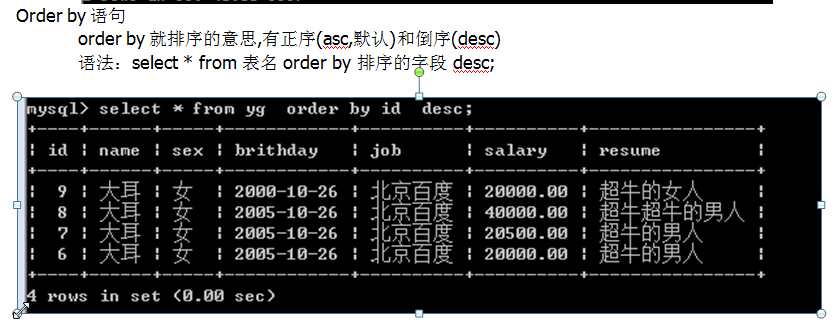 Order by 语句
order by 就排序的意思,有正序(asc,默认)和倒序(desc)
语法：select * from 表名 order by 排序的字段 desc;
mysql> select * from yg  order by id  desc;
+----+------+-----+------------+----------+----------+----------------+
| id | name | sex | brithday   | job      | salary   | resume         |
+----+------+-----+------------+----------+----------+----------------+
|  9 | 大耳 | 女  | 2000-10-26 | 北京百度 | 20000.00 | 超牛的女人     |
|  8 | 大耳 | 女  | 2005-10-26 | 北京百度 | 40000.00 | 超牛超牛的男人 |
|  7 | 大耳 | 女  | 2005-10-26 | 北京百度 | 20500.00 | 超牛的男人     |
|  6 | 大耳 | 女  | 2005-10-26 | 北京百度 | 20000.00 | 超牛的男人     |
+----+------+-----+------------+----------+----------+----------------+
4 rows in set (0.00 sec)